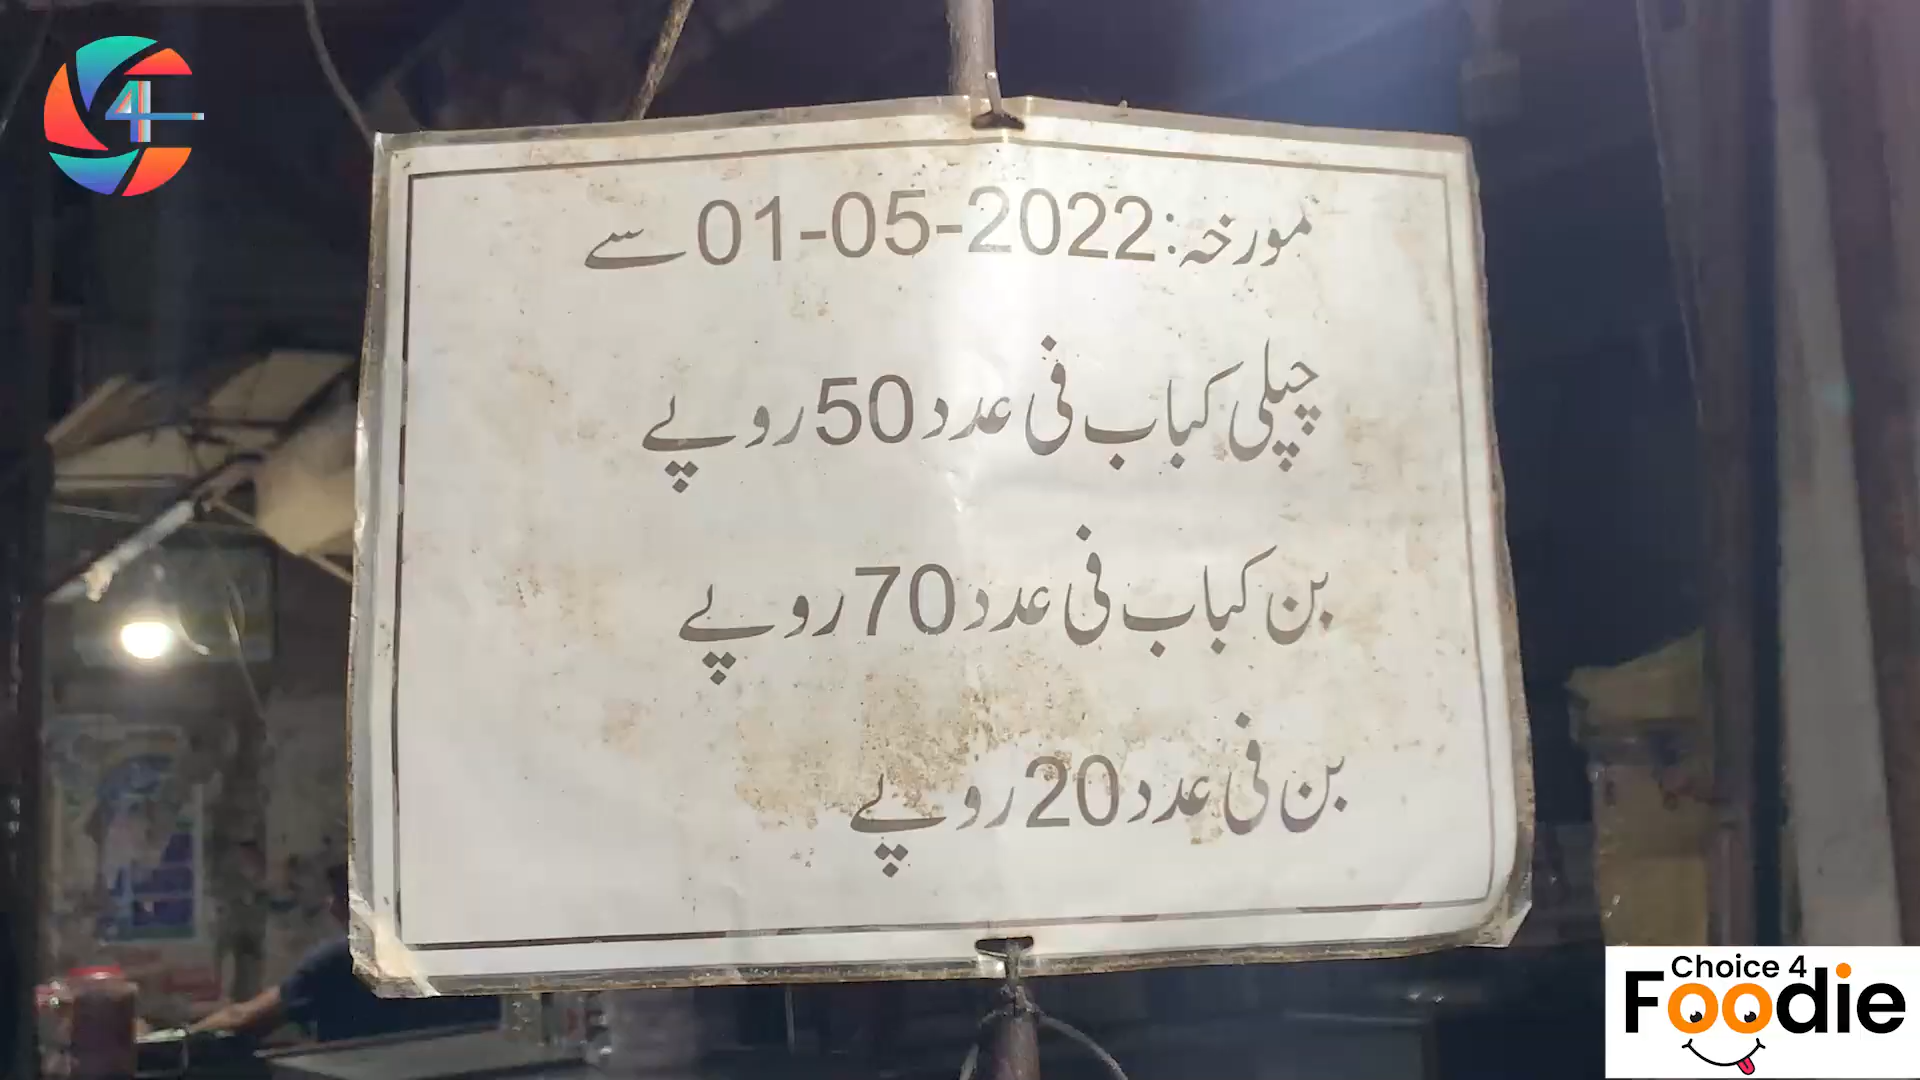 4
مورخہ: 01-05-2022 سے
چپلی کباب فی عدد 50 روپے
بن کباب فی عدد 70 روپے
بن فی عدد 20 روپے
Choice 4
Foodie